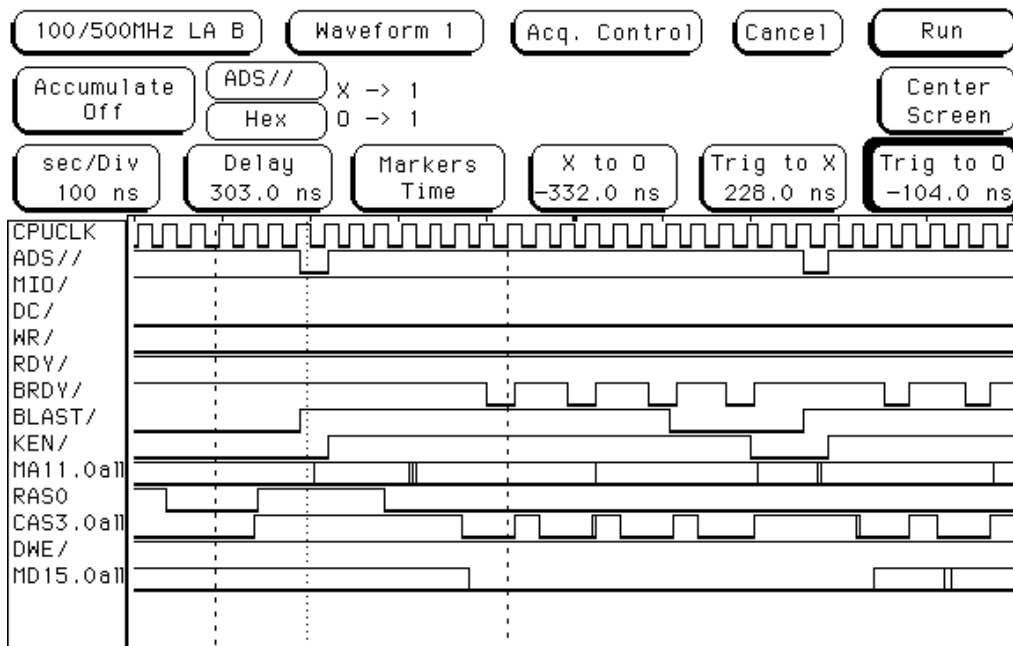 100/500MHz LA B Waveform 1 Acq. Control Cancel Run
Accumulate
Off
ADS// X -> 1
Hex O -> 1
Center
Screen
sec/Div
100 ns
Delay
303.0 ns
Markers
Time
X to O
-332.0 ns
Trig to X
228.0 ns
Trig to O
-104.0 ns
CPUCLK
ADS//
MIO/
DC/
WR/
RDY/
BRDY/
BLAST/
KEN/
MA11.0all
RAS0
CAS3.0all
DWE/
MD15.0all